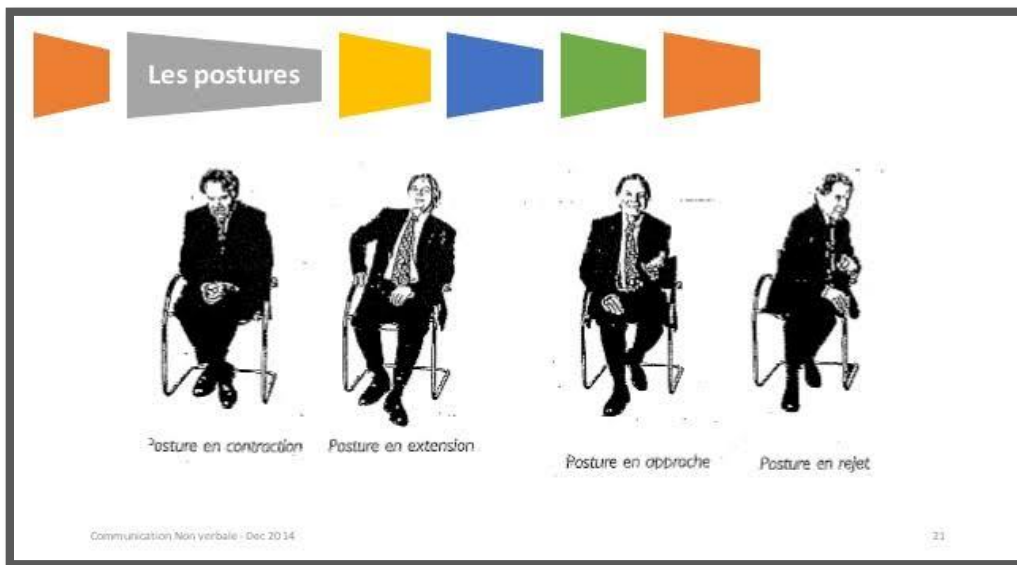 Les postures
Posture en contraction
Posture en extension
Posture en approche
Posture en rejet
Communication Non verbale - Dec 2014
21